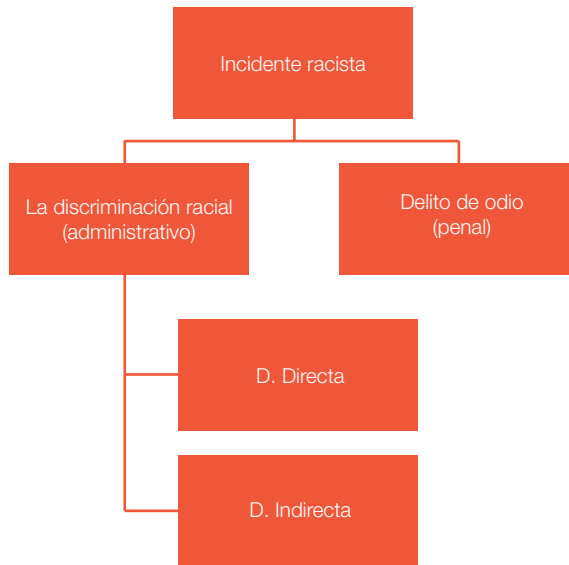 Incidente racista
La discriminación racial
(administrativo)
Delito de odio
(penal)
D. Directa
D. Indirecta